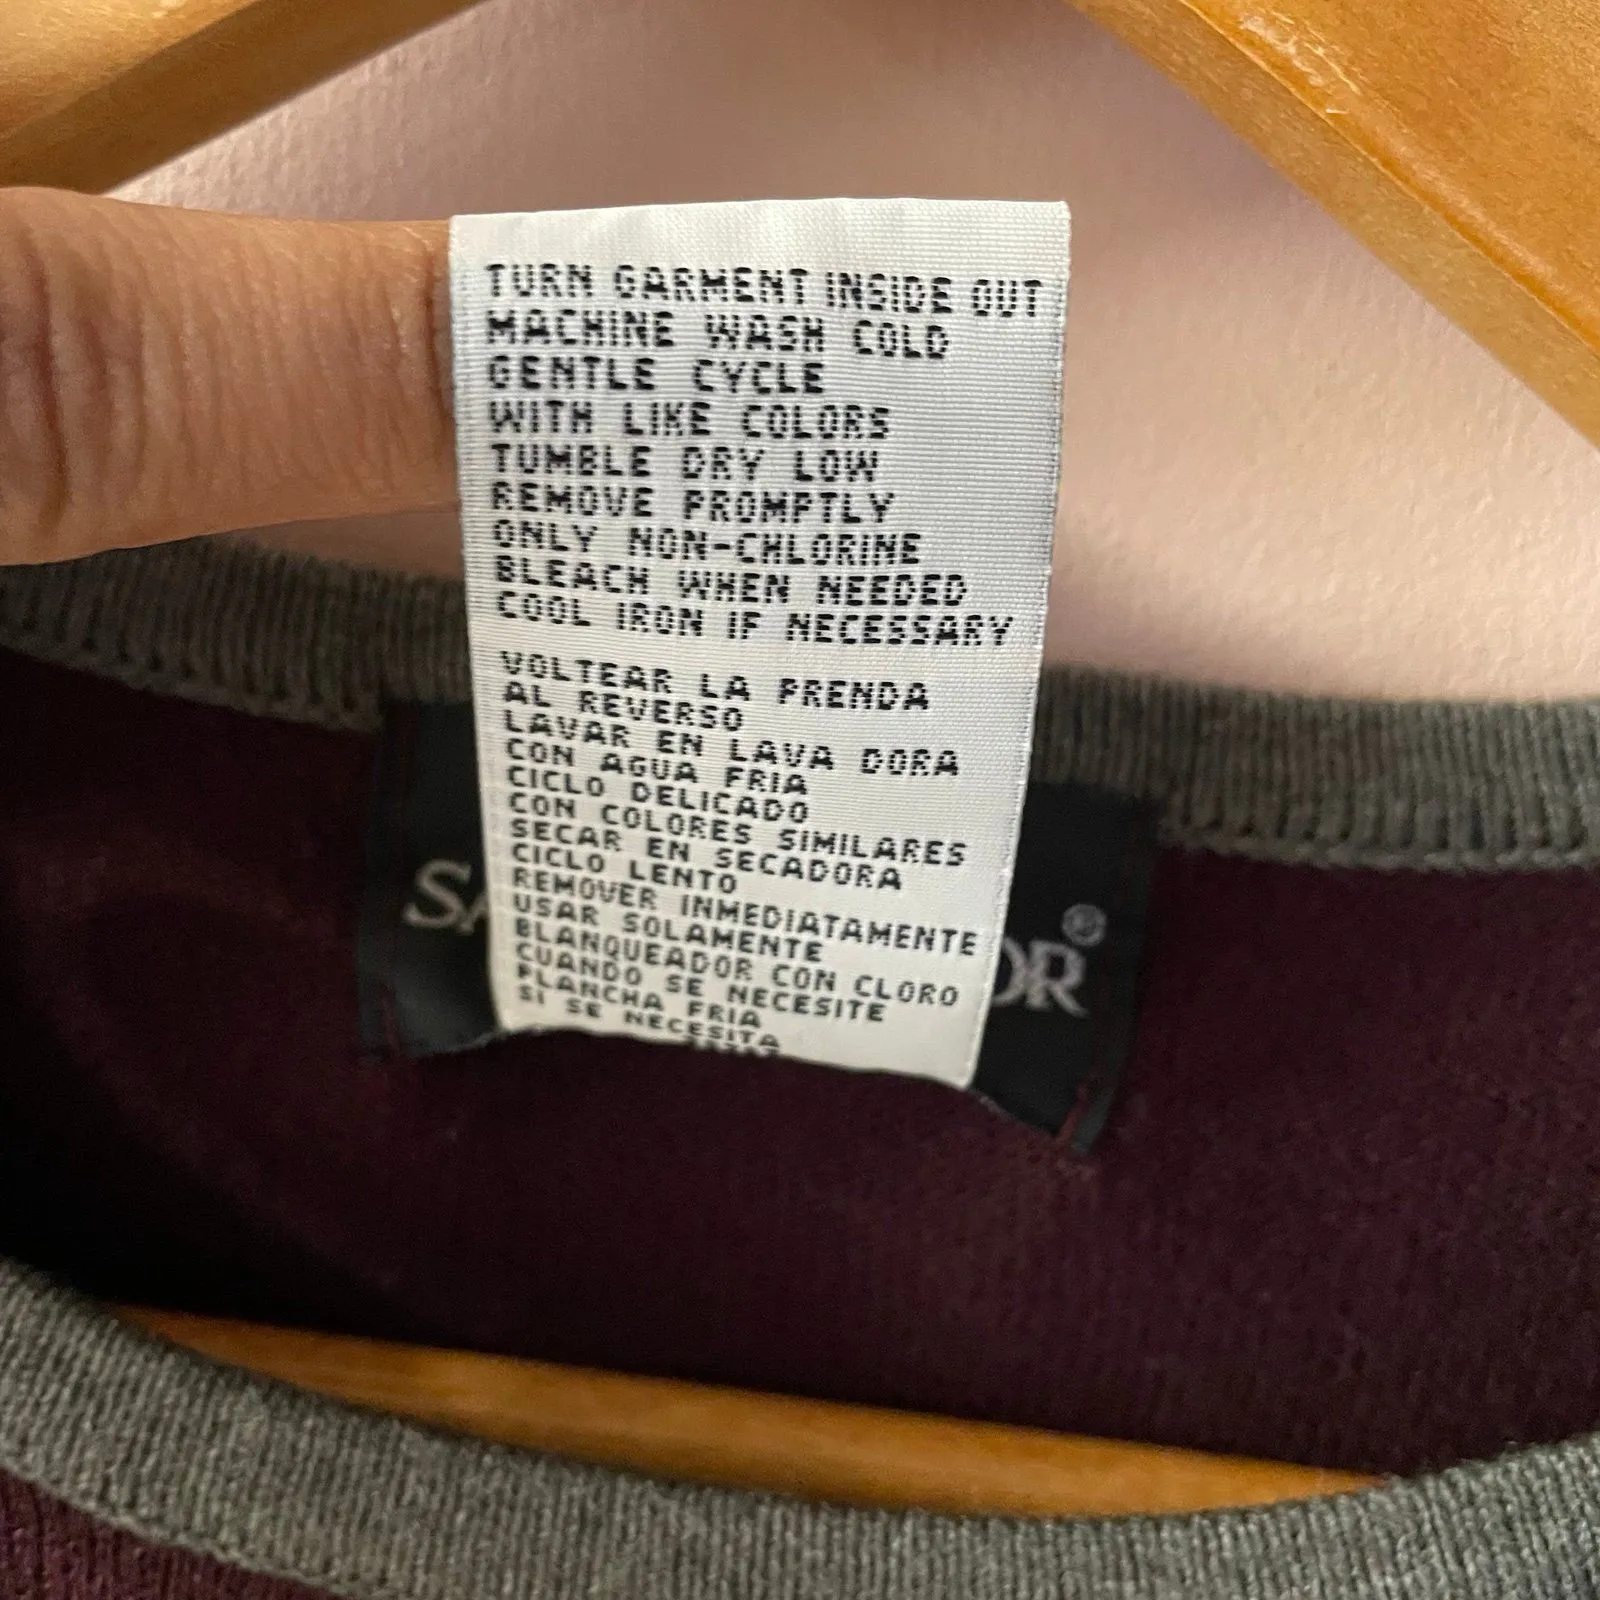 TURN GARMENT INSIDE OUT
MACHINE WASH COLD
GENTLE CYCLE
WITH LIKE COLORS
TUMBLE DRY LOW
REMOVE PROMPTLY
ONLY NON-CHLORINE
BLEACH WHEN NEEDED
COOL IRON IF NECESSARY
VOLTEAR LA PRENDA
AL REVERSO
LAVAR EN LAVA DORA
CON AGUA FRIA
CICLO DELICADO
CON COLORES SIMILARES
SECAR EN SECADORA
CICLO LENTO
REMOVER INMEDIATAMENTE
USAR SOLAMENTE
BLANQUEADOR CON CLORO
CUANDO SE NECESITE
PLANCHA FRIA
SI SE NECESITA